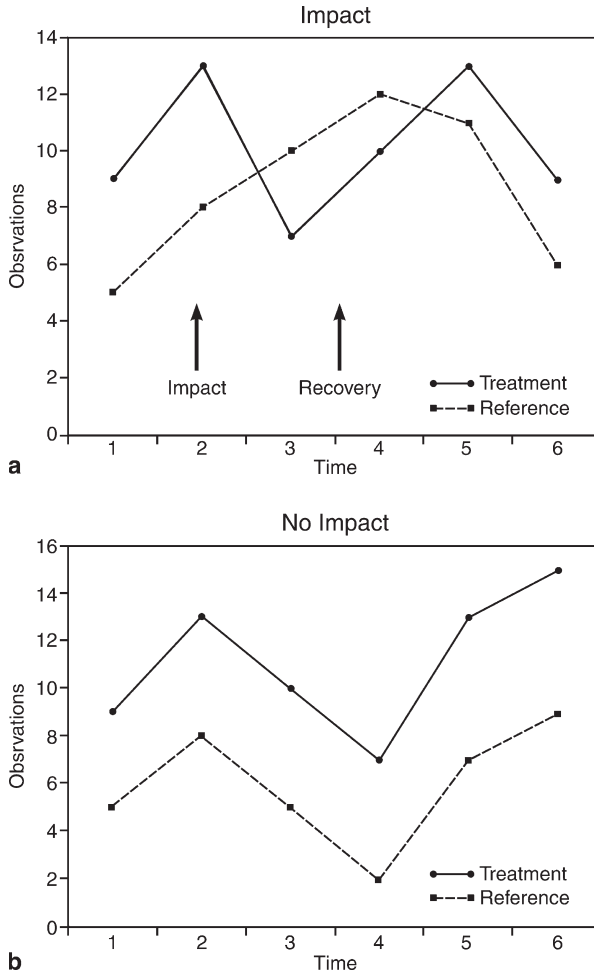 Impact
14
12
10
8
6
4
2
0
Obsrvations
Impact
Recovery
Treatment
Reference
1 2 3 4 5 6
Time
a
No Impact
16
14
12
10
8
6
4
2
0
Obsrvations
Treatment
Reference
1 2 3 4 5 6
Time
b